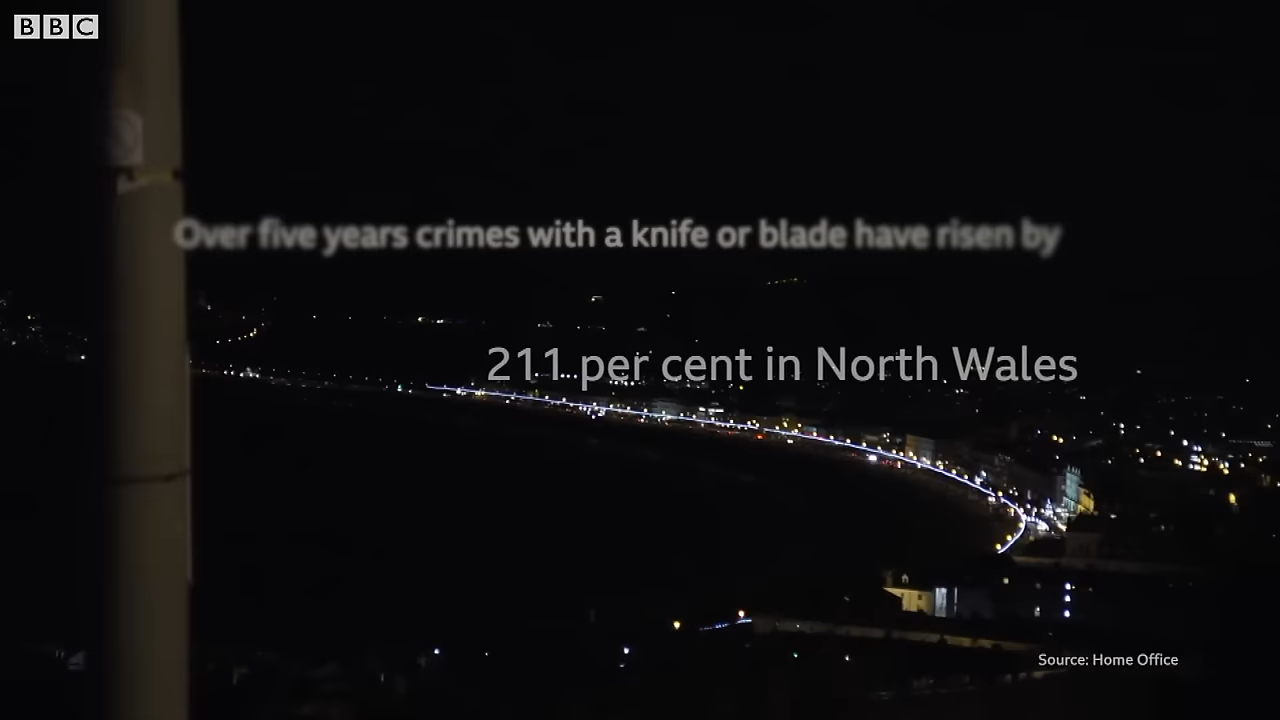 BBC
Over five years crimes with a knife or blade have risen by
211 per cent in North Wales
Source: Home Office